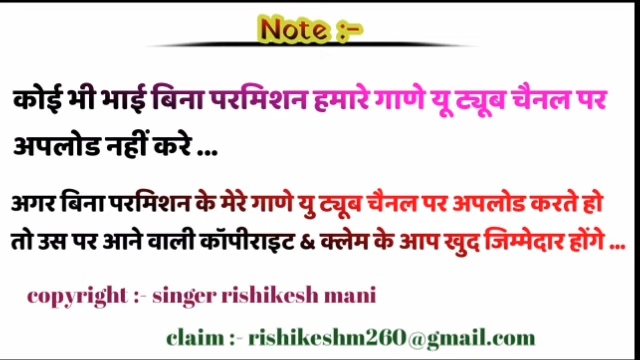 Note :-
कोई भी भाई बिना परमिशन हमारे गाने यू ट्यूब चैनल पर
अपलोड नहीं करे ...
अगर बिना परमिशन के मेरे गाने यु ट्यूब चैनल पर अपलोड करते हो
तो उस पर आने वाली कॉपीराइट & क्लेम के आप खुद जिम्मेदार होंगे ...
copyright :- singer rishikesh mani
claim :- rishikeshm260@gmail.com